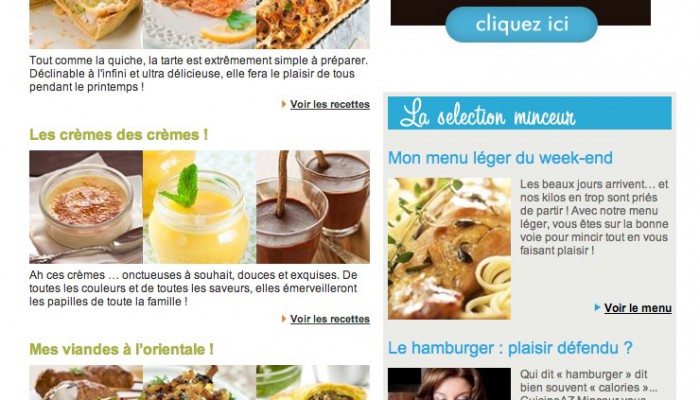 Tout comme la quiche, la tarte est extrêmement simple à préparer.
Déclinable à l'infini et ultra délicieuse, elle fera le plaisir de tous
pendant le printemps !
Voir les recettes
Les crèmes des crèmes !
Ah ces crèmes … onctueuses à souhait, douces et exquises. De
toutes les couleurs et de toutes les saveurs, elles émerveilleront
les papilles de toute la famille !
Voir les recettes
Mes viandes à l'orientale !
cliquez ici
La selection minceur
Mon menu léger du week-end
Les beaux jours arrivent… et
nos kilos en trop sont priés
de partir ! Avec notre menu
léger, vous êtes sur la bonne
voie pour mincir tout en vous
faisant plaisir !
Voir le menu
Le hamburger : plaisir défendu ?
Qui dit « hamburger » dit
bien souvent « calories »...
CuisineAZ Minceur vous